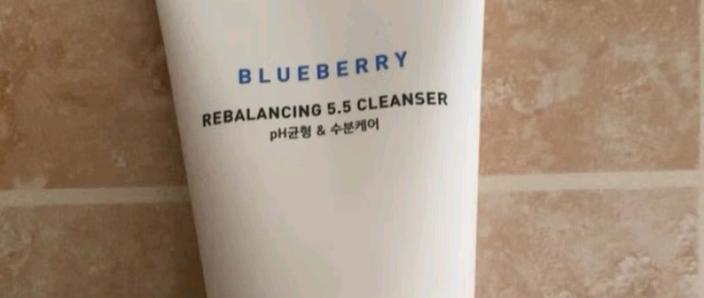 BLUEBERRY
REBALANCING 5.5 CLEANSER
pH균형 & 수분케어